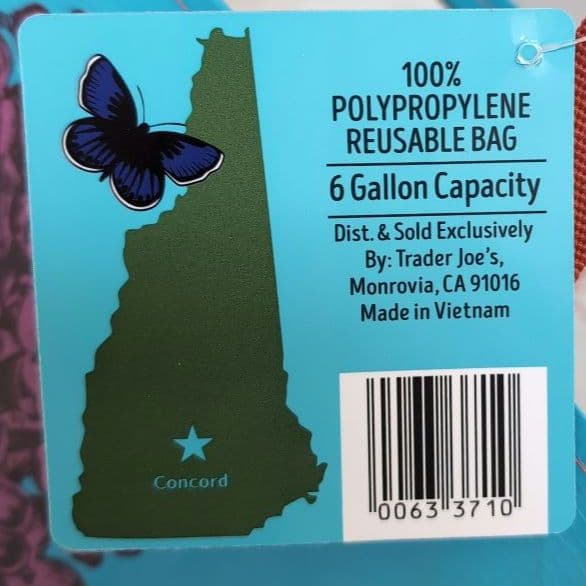 100%
POLYPROPYLENE
REUSABLE BAG
6 Gallon Capacity
Dist. & Sold Exclusively
By: Trader Joe's,
Monrovia, CA 91016
Made in Vietnam
Concord
0063 3710